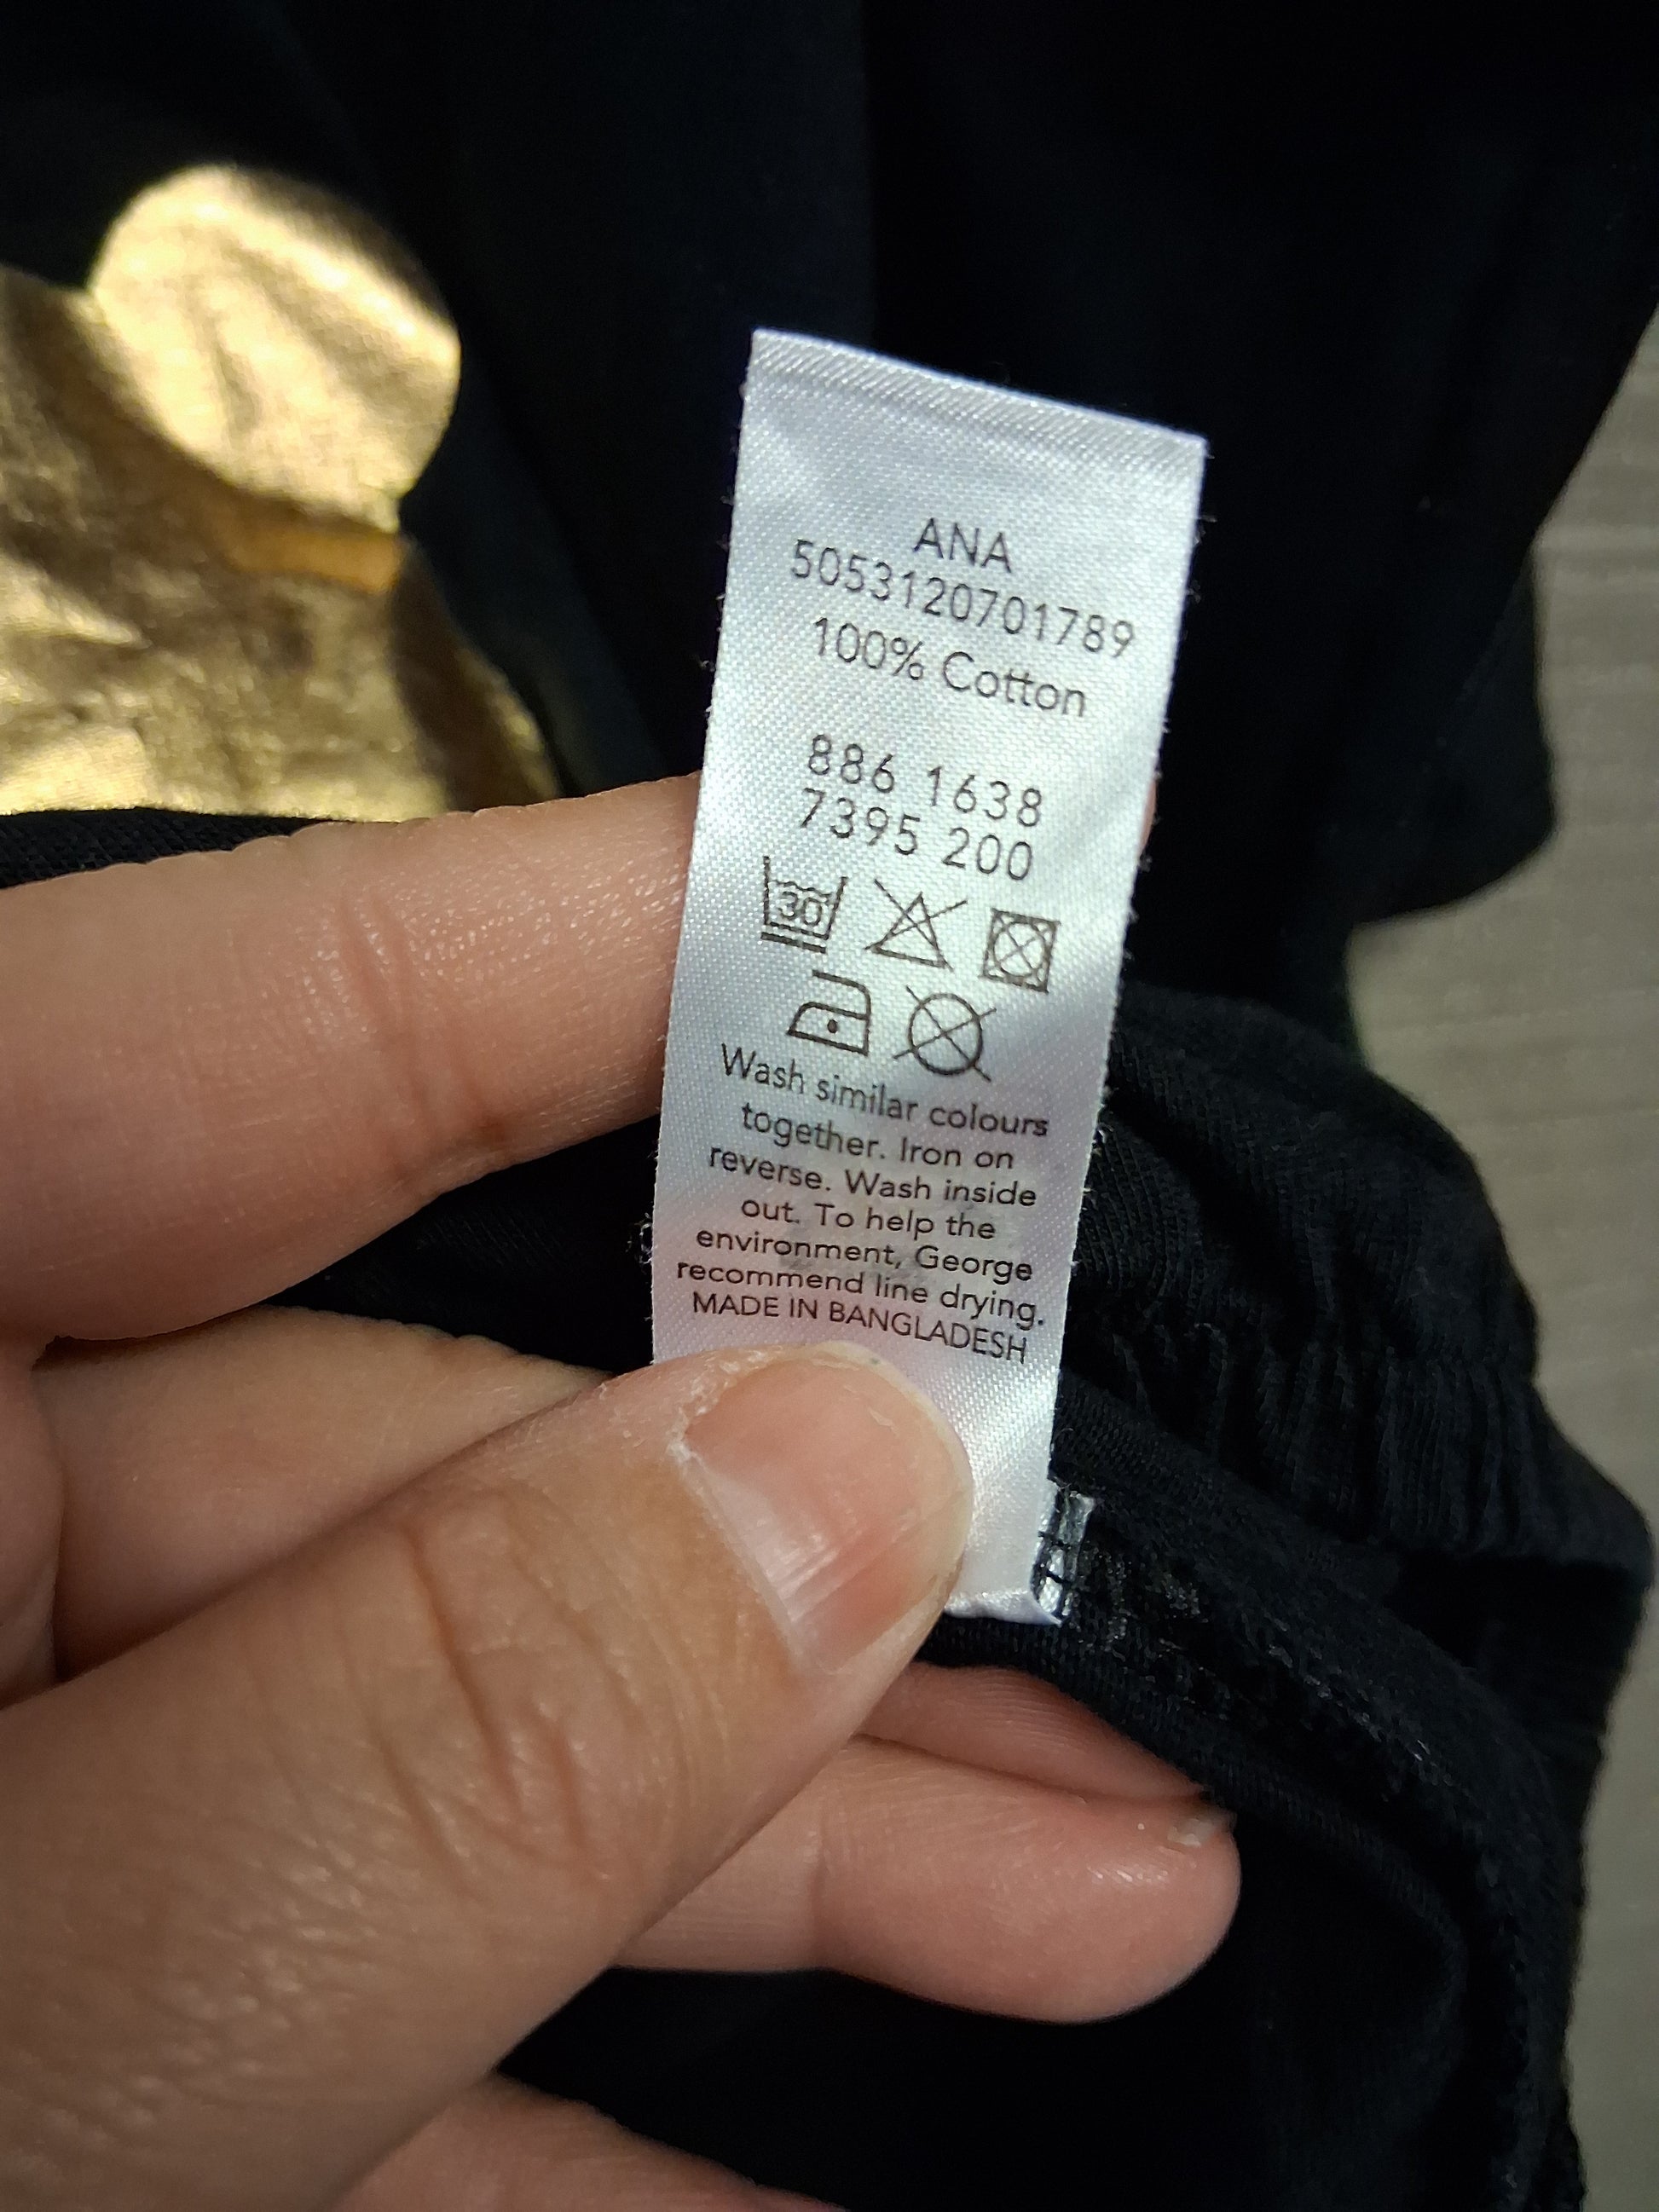 ANA
5053120701789
100% Cotton
886 1638
7395 200
30
Wash similar colours
together. Iron on
reverse. Wash inside
out. To help the
environment, George
recommend line drying.
MADE IN BANGLADESH